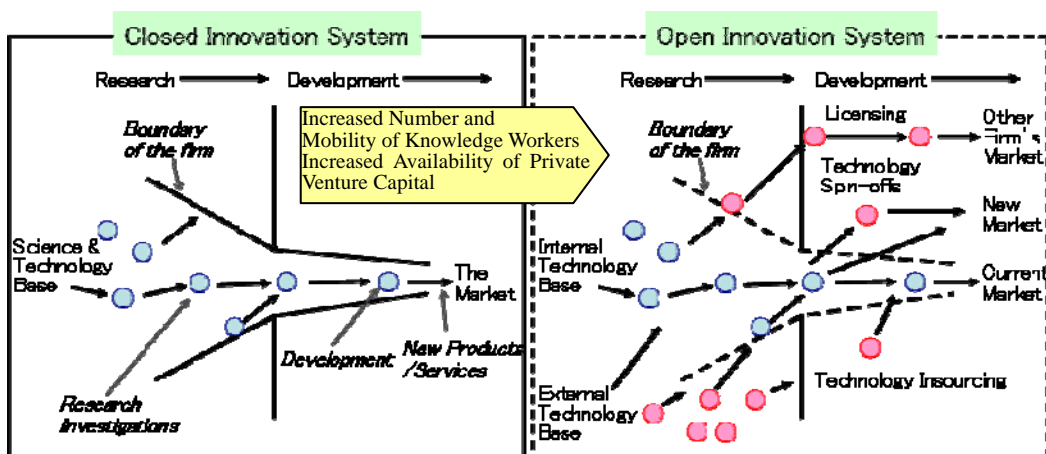 Closed Innovation System
Research
Development
Boundary
of the firm
Science &
Technology
Base
The
Market
Development
New Products
/Services
Research
Investigations
Increased Number and
Mobility of Knowledge Workers
Increased Availability of Private
Venture Capital
Open Innovation System
Research
Development
Boundary
of the firm
Licensing
Other
Firm's
Market
Technology
Spin-offs
New
Market
Internal
Technology
Base
Current
Market
External
Technology
Base
Technology Insourcing